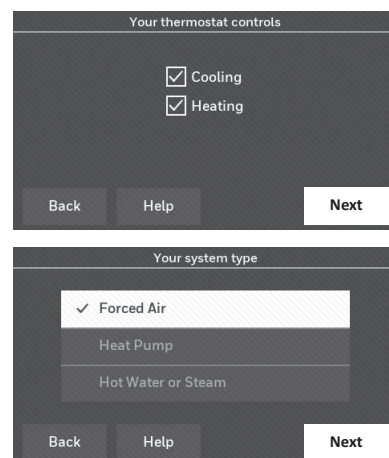 Your thermostat controls
Cooling
Heating
Back Help Next
Your system type
Forced Air
Heat Pump
Hot Water or Steam
Back Help Next